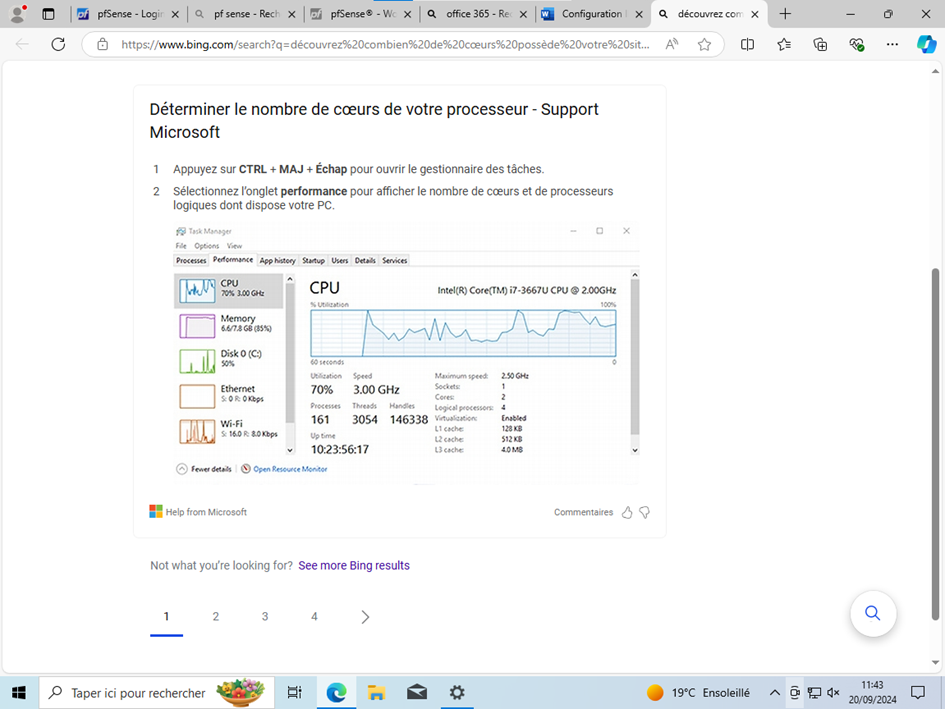 pfSense - Login
pf sense - Rech
pfSense® - Wo
office 365 - Rec
Configuration
découvrez com
https://www.bing.com/search?q=découvrez%20combien%20de%20cœurs%20possède%20votre%20sit...
Déterminer le nombre de cœurs de votre processeur - Support
Microsoft
1 Appuyez sur CTRL + MAJ + Échap pour ouvrir le gestionnaire des tâches.
2 Sélectionnez l'onglet performance pour afficher le nombre de cœurs et de processeurs
logiques dont dispose votre PC.
Task Manager
File Options View
Processes Performance App history Startup Users Details Services
CPU
70% 3.00 GHz
Memory
6.6/7.8 GB (85%)
Disk 0 (C:)
50%
Ethernet
S: 0 R: 0 Kbps
Wi-Fi
S: 16.0 R: 8.0 Kbps
CPU Intel(R) Core(TM) i7-3667U CPU @ 2.00GHz
% Utilization 100%
60 seconds 0
Utilization Speed
70% 3.00 GHz
Processes Threads Handles
161 3054 146338
Up time
10:23:56:17
Maximum speed: 2.50 GHz
Sockets: 1
Cores: 2
Logical processors: 4
Virtualization: Enabled
L1 cache: 128 KB
L2 cache: 512 KB
L3 cache: 4.0 MB
Fewer details Open Resource Monitor
Help from Microsoft
Commentaires
Not what you're looking for? See more Bing results
1 2 3 4
Taper ici pour rechercher
19°C Ensoleillé
11:43
20/09/2024